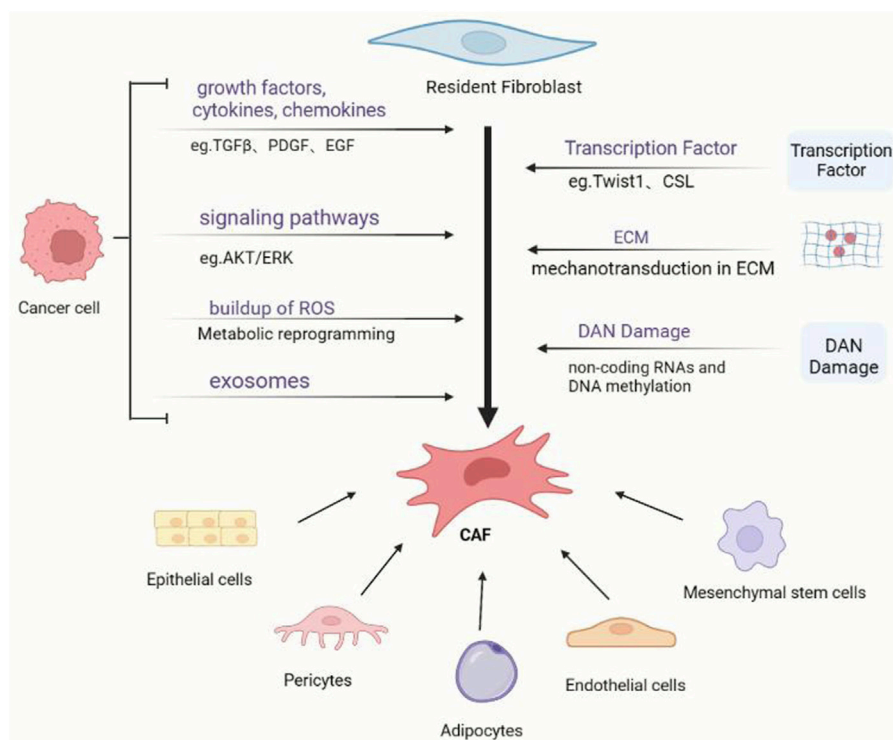 Resident Fibroblast
growth factors,
cytokines, chemokines
eg.TGFβ、PDGF、EGF
signaling pathways
eg.AKT/ERK
buildup of ROS
Metabolic reprogramming
exosomes
Cancer cell
Transcription Factor
eg.Twist1、CSL
Transcription
Factor
ECM
mechanotransduction in ECM
DAN Damage
non-coding RNAs and
DNA methylation
DAN
Damage
CAF
Epithelial cells
Pericytes
Adipocytes
Endothelial cells
Mesenchymal stem cells